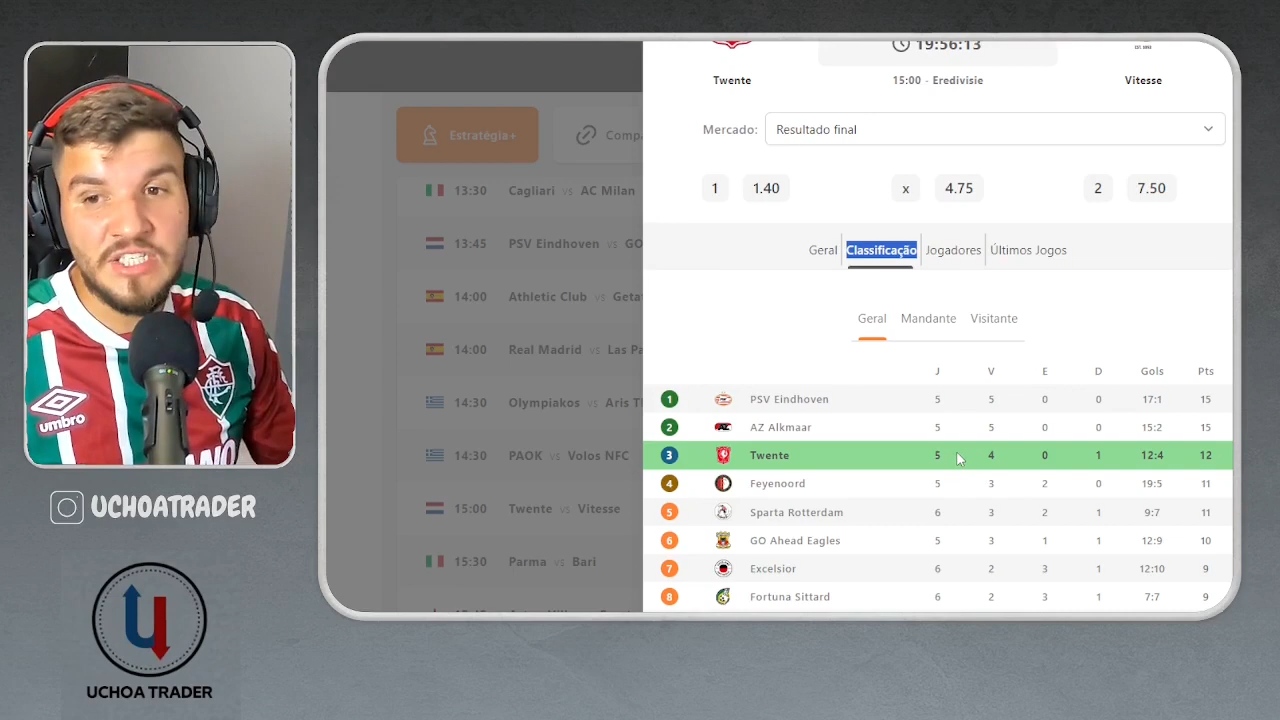 19:56:13
Twente
15:00 - Eredivisie
Vitesse
Mercado:
Resultado final
1
1.40
x
4.75
2
7.50
Geral
Classificação
Jogadores
Últimos Jogos
Geral
Mandante
Visitante
J V E D Gols Pts
1 PSV Eindhoven 5 5 0 0 17:1 15
2 AZ Alkmaar 5 5 0 0 15:2 15
3 Twente 5 4 0 1 12:4 12
4 Feyenoord 5 3 2 0 19:5 11
5 Sparta Rotterdam 6 3 2 1 9:7 11
6 GO Ahead Eagles 5 3 1 1 12:9 10
7 Excelsior 6 2 3 1 12:10 9
8 Fortuna Sittard 6 2 3 1 7:7 9
Estratégia+
Compa
13:30 Cagliari vs AC Milan
13:45 PSV Eindhoven vs GO
14:00 Athletic Club vs Geta
14:00 Real Madrid vs Las Pa
14:30 Olympiakos vs Aris T
14:30 PAOK vs Volos NFC
15:00 Twente vs Vitesse
15:30 Parma vs Bari
umbro
UCHOATRADER
U
UCHOA TRADER